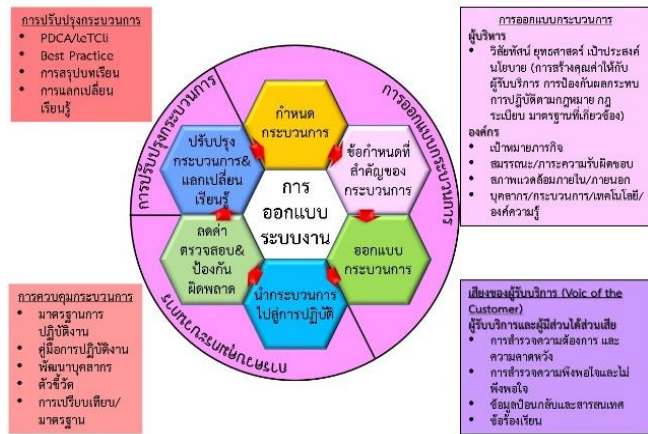 การปรับปรุงกระบวนการ
• PDCA/leTCli
• Best Practice
• การสรุปบทเรียน
• การแลกเปลี่ยน
เรียนรู้
การออกแบบกระบวนการ
ผู้บริหาร
• วิสัยทัศน์ ยุทธศาสตร์ เป้าประสงค์
นโยบาย (การสร้างคุณค่าให้กับ
ผู้รับบริการ การป้องกันผลกระทบ
การปฏิบัติตามกฎหมาย กฎ
ระเบียบ มาตรฐานที่เกี่ยวข้อง)
องค์กร
• เป้าหมายภารกิจ
• สมรรถนะ/ภาระความรับผิดชอบ
• สภาพแวดล้อมภายใน/ภายนอก
• บุคลากร/กระบวนการ/เทคโนโลยี/
องค์ความรู้
การปรับปรุงกระบวนการ
การออกแบบกระบวนการ
การควบคุมกระบวนการ
กำหนด
กระบวนการ
ข้อกำหนดที่
สำคัญของ
กระบวนการ
ออกแบบ
กระบวนการ
นำกระบวนการ
ไปสู่การปฏิบัติ
ลดค่า
ตรวจสอบ&
ป้องกัน
ผิดพลาด
ปรับปรุง
กระบวนการ&
แลกเปลี่ยน
เรียนรู้
การ
ออกแบบ
ระบบงาน
การควบคุมกระบวนการ
• มาตรฐานการ
ปฏิบัติงาน
• คู่มือการปฏิบัติงาน
• พัฒนาบุคลากร
• ตัวชี้วัด
• การเปรียบเทียบ/
มาตรฐาน
เสียงของผู้รับบริการ (Voic of the
Customer)
ผู้รับบริการและผู้มีส่วนได้ส่วนเสีย
• การสำรวจความต้องการ และ
ความคาดหวัง
• การสำรวจความพึงพอใจและไม่
พึงพอใจ
• ข้อมูลป้อนกลับและสารสนเทศ
• ข้อร้องเรียน